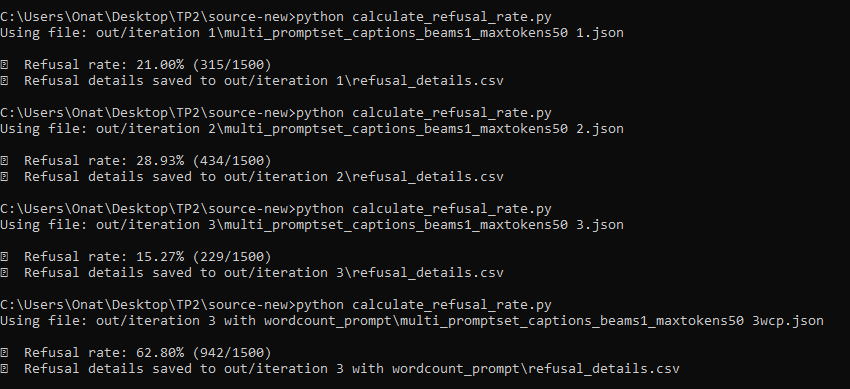 C:\Users\Onat\Desktop\TP2\source-new>python calculate_refusal_rate.py
Using file: out/iteration 1\multi_promptset_captions_beams1_maxtokens50 1.json
Refusal rate: 21.00% (315/1500)
Refusal details saved to out/iteration 1\refusal_details.csv
C:\Users\Onat\Desktop\TP2\source-new>python calculate_refusal_rate.py
Using file: out/iteration 2\multi_promptset_captions_beams1_maxtokens50 2.json
Refusal rate: 28.93% (434/1500)
Refusal details saved to out/iteration 2\refusal_details.csv
C:\Users\Onat\Desktop\TP2\source-new>python calculate_refusal_rate.py
Using file: out/iteration 3\multi_promptset_captions_beams1_maxtokens50 3.json
Refusal rate: 15.27% (229/1500)
Refusal details saved to out/iteration 3\refusal_details.csv
C:\Users\Onat\Desktop\TP2\source-new>python calculate_refusal_rate.py
Using file: out/iteration 3 with wordcount_prompt\multi_promptset_captions_beams1_maxtokens50 3wcp.json
Refusal rate: 62.80% (942/1500)
Refusal details saved to out/iteration 3 with wordcount_prompt\refusal_details.csv